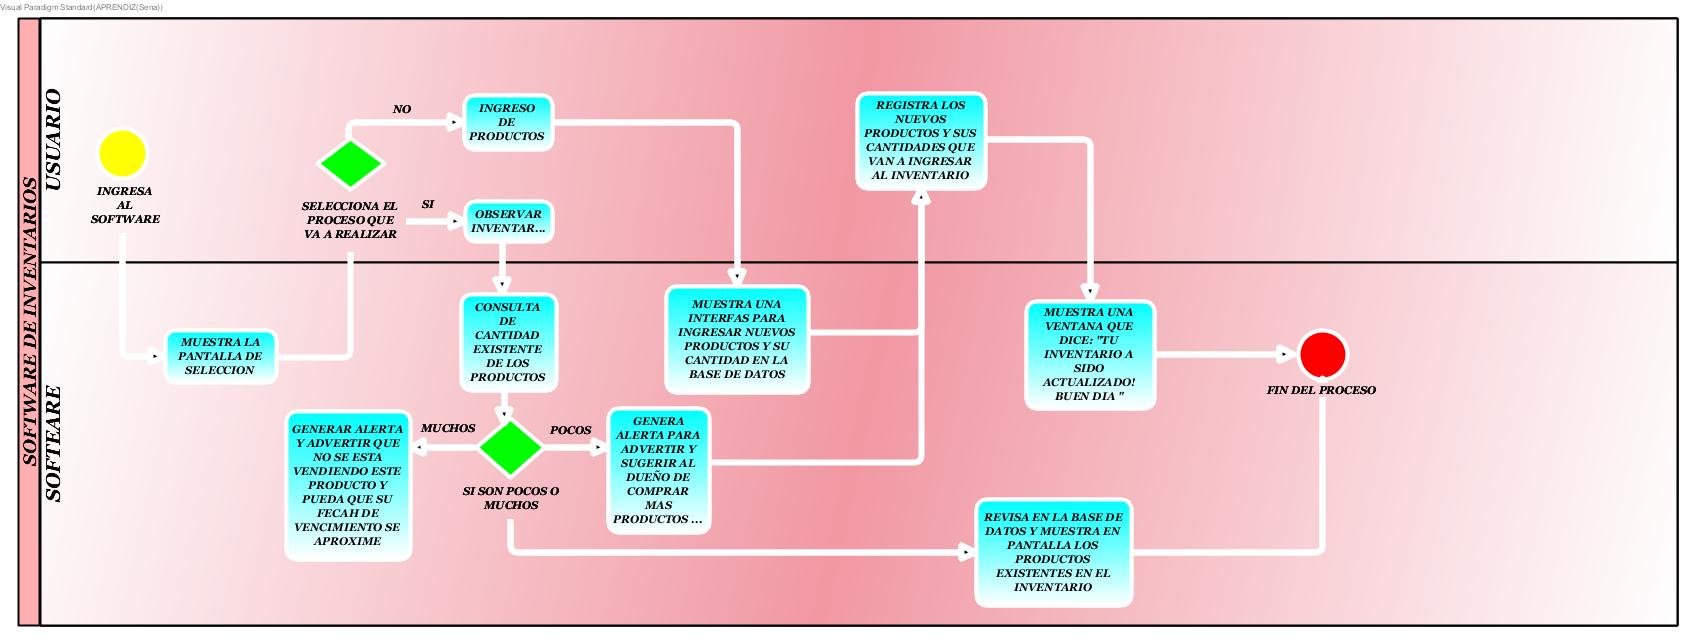 Visual Paradigm Standard(APRENDIZ(Sena))
SOFTWARE DE INVENTARIOS
USUARIO
INGRESA
AL
SOFTWARE
NO
SELECCIONA EL
PROCESO QUE
VA A REALIZAR
SI
INGRESO
DE
PRODUCTOS
OBSERVAR
INVENTAR...
REGISTRA LOS
NUEVOS
PRODUCTOS Y SUS
CANTIDADES QUE
VAN A INGRESAR
AL INVENTARIO
SOFTEARE
MUESTRA LA
PANTALLA DE
SELECCION
CONSULTA
DE
CANTIDAD
EXISTENTE
DE LOS
PRODUCTOS
MUESTRA UNA
INTERFAS PARA
INGRESAR NUEVOS
PRODUCTOS Y SU
CANTIDAD EN LA
BASE DE DATOS
MUESTRA UNA
VENTANA QUE
DICE: "TU
INVENTARIO A
SIDO
ACTUALIZADO!
BUEN DIA "
FIN DEL PROCESO
GENERAR ALERTA
Y ADVERTIR QUE
NO SE ESTA
VENDIENDO ESTE
PRODUCTO Y
PUEDA QUE SU
FECAH DE
VENCIMIENTO SE
APROXIME
MUCHOS
POCOS
SI SON POCOS O
MUCHOS
GENERA
ALERTA PARA
ADVERTIR Y
SUGERIR AL
DUEÑO DE
COMPRAR
MAS
PRODUCTOS ...
REVISA EN LA BASE DE
DATOS Y MUESTRA EN
PANTALLA LOS
PRODUCTOS
EXISTENTES EN EL
INVENTARIO